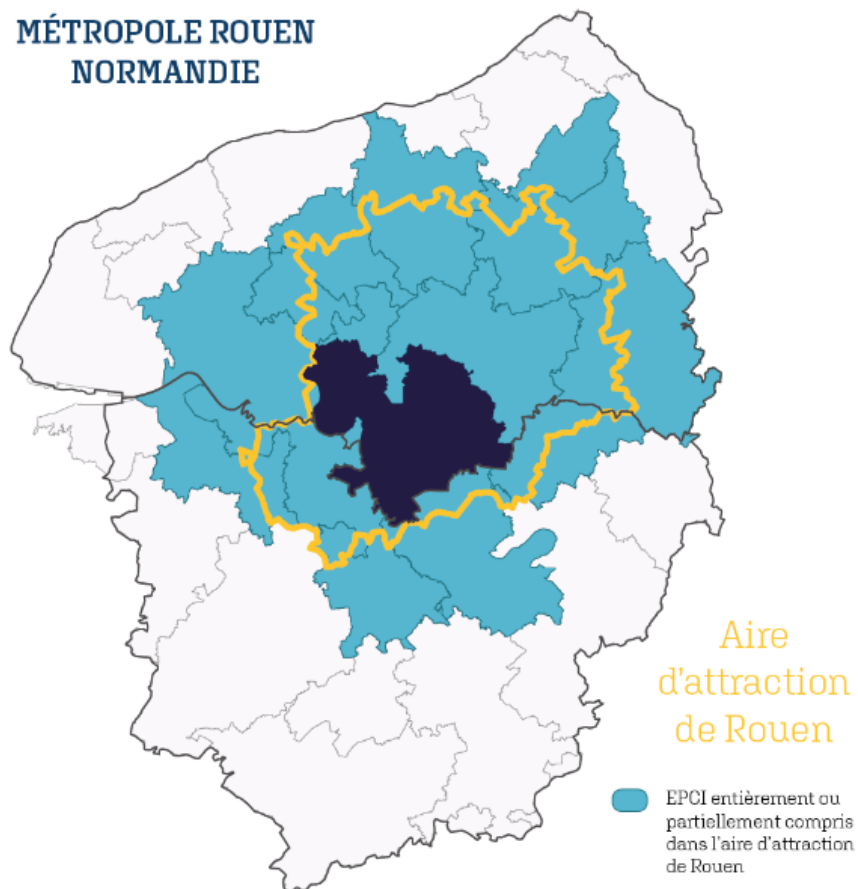 MÉTROPOLE ROUEN
NORMANDIE
Aire
d'attraction
de Rouen
EPCI entièrement ou
partiellement compris
dans l'aire d'attraction
de Rouen